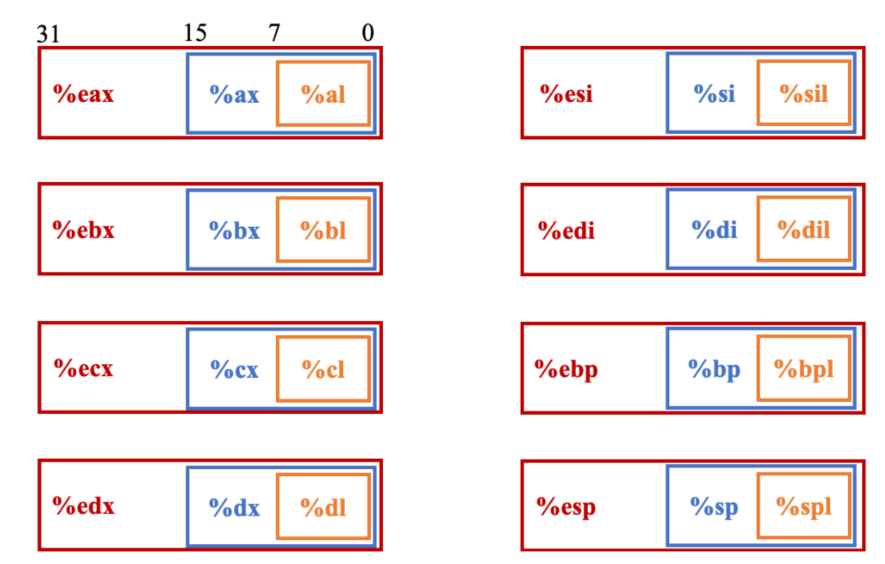 31 15 7 0
%eax %ax %al %esi %si %sil
%ebx %bx %bl %edi %di %dil
%ecx %cx %cl %ebp %bp %bpl
%edx %dx %dl %esp %sp %spl